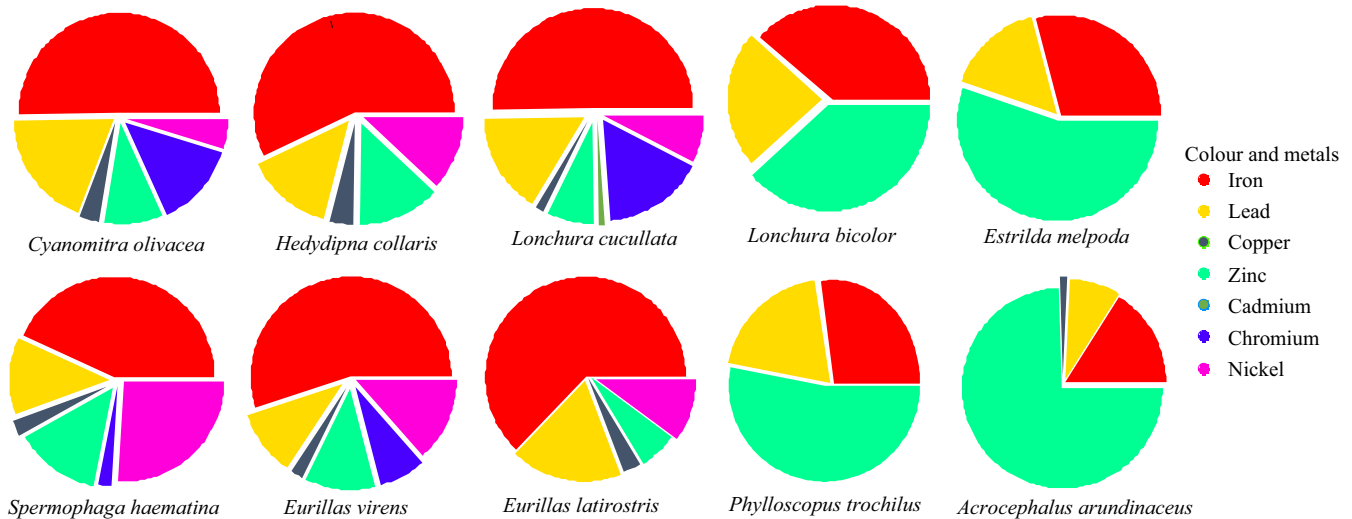 Cyanomitra olivacea
Hedydipna collaris
Lonchura cucullata
Lonchura bicolor
Estrilda melpoda
Colour and metals
Iron
Lead
Copper
Zinc
Cadmium
Chromium
Nickel
Spermophaga haematina
Eurillas virens
Eurillas latirostris
Phylloscopus trochilus
Acrocephalus arundinaceus